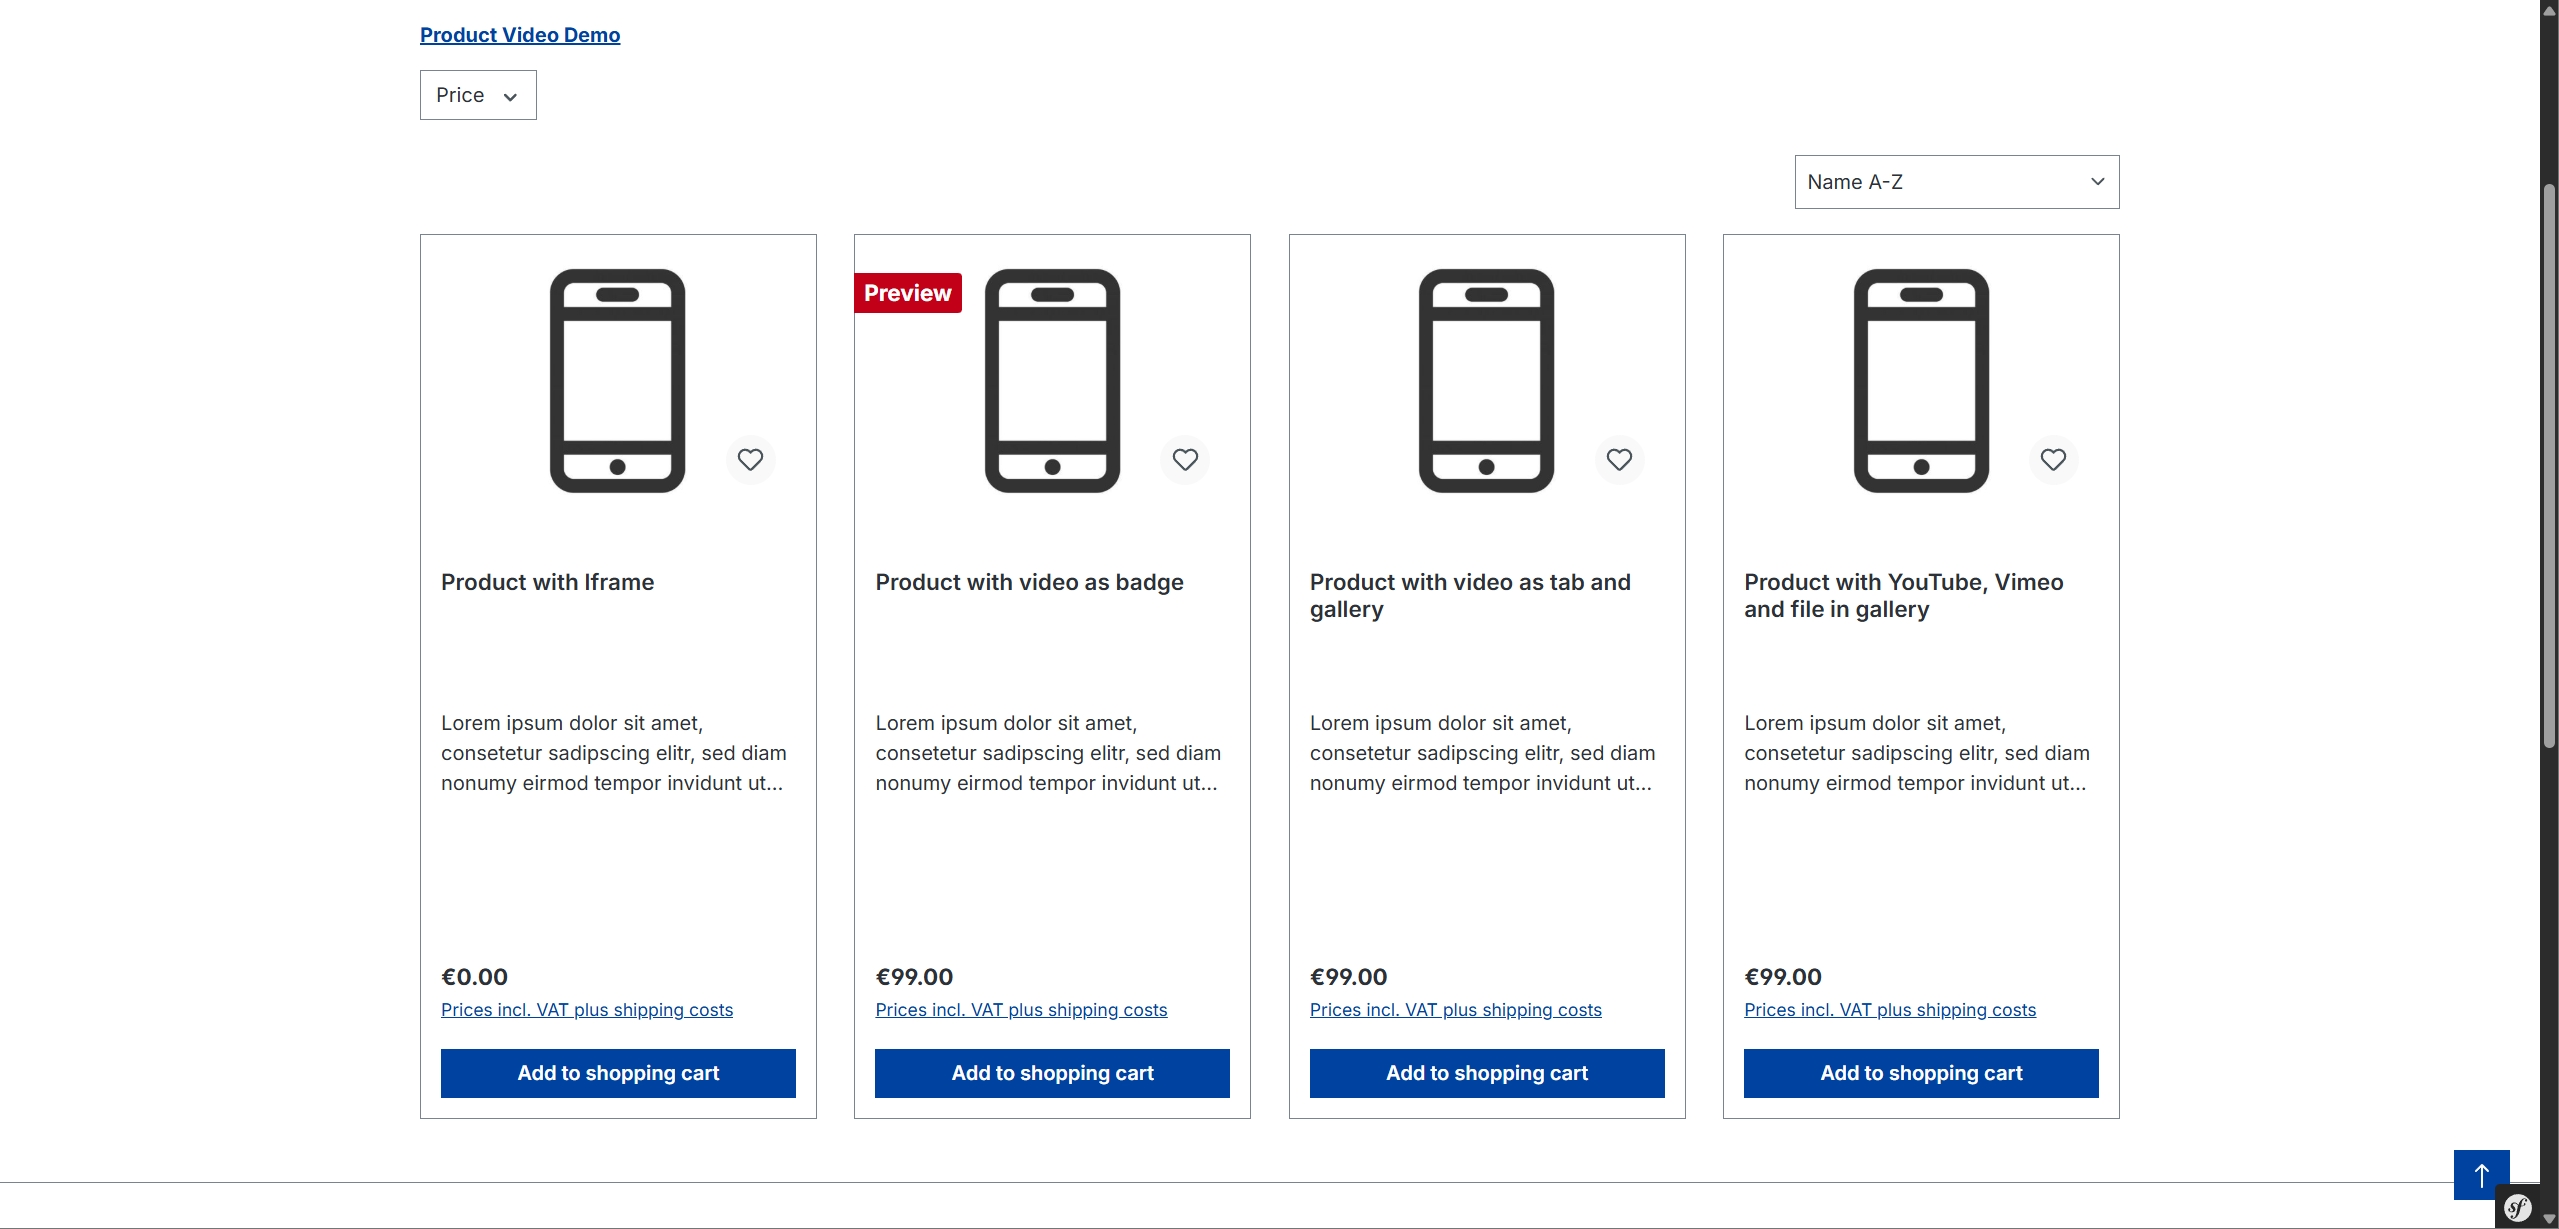 Product Video Demo
Price
Name A-Z
Preview
Product with Iframe
Lorem ipsum dolor sit amet,
consetetur sadipscing elitr, sed diam
nonumy eirmod tempor invidunt ut...
€0.00
Prices incl. VAT plus shipping costs
Add to shopping cart
Product with video as badge
Lorem ipsum dolor sit amet,
consetetur sadipscing elitr, sed diam
nonumy eirmod tempor invidunt ut...
€99.00
Prices incl. VAT plus shipping costs
Add to shopping cart
Product with video as tab and
gallery
Lorem ipsum dolor sit amet,
consetetur sadipscing elitr, sed diam
nonumy eirmod tempor invidunt ut...
€99.00
Prices incl. VAT plus shipping costs
Add to shopping cart
Product with YouTube, Vimeo
and file in gallery
Lorem ipsum dolor sit amet,
consetetur sadipscing elitr, sed diam
nonumy eirmod tempor invidunt ut...
€99.00
Prices incl. VAT plus shipping costs
Add to shopping cart
sf